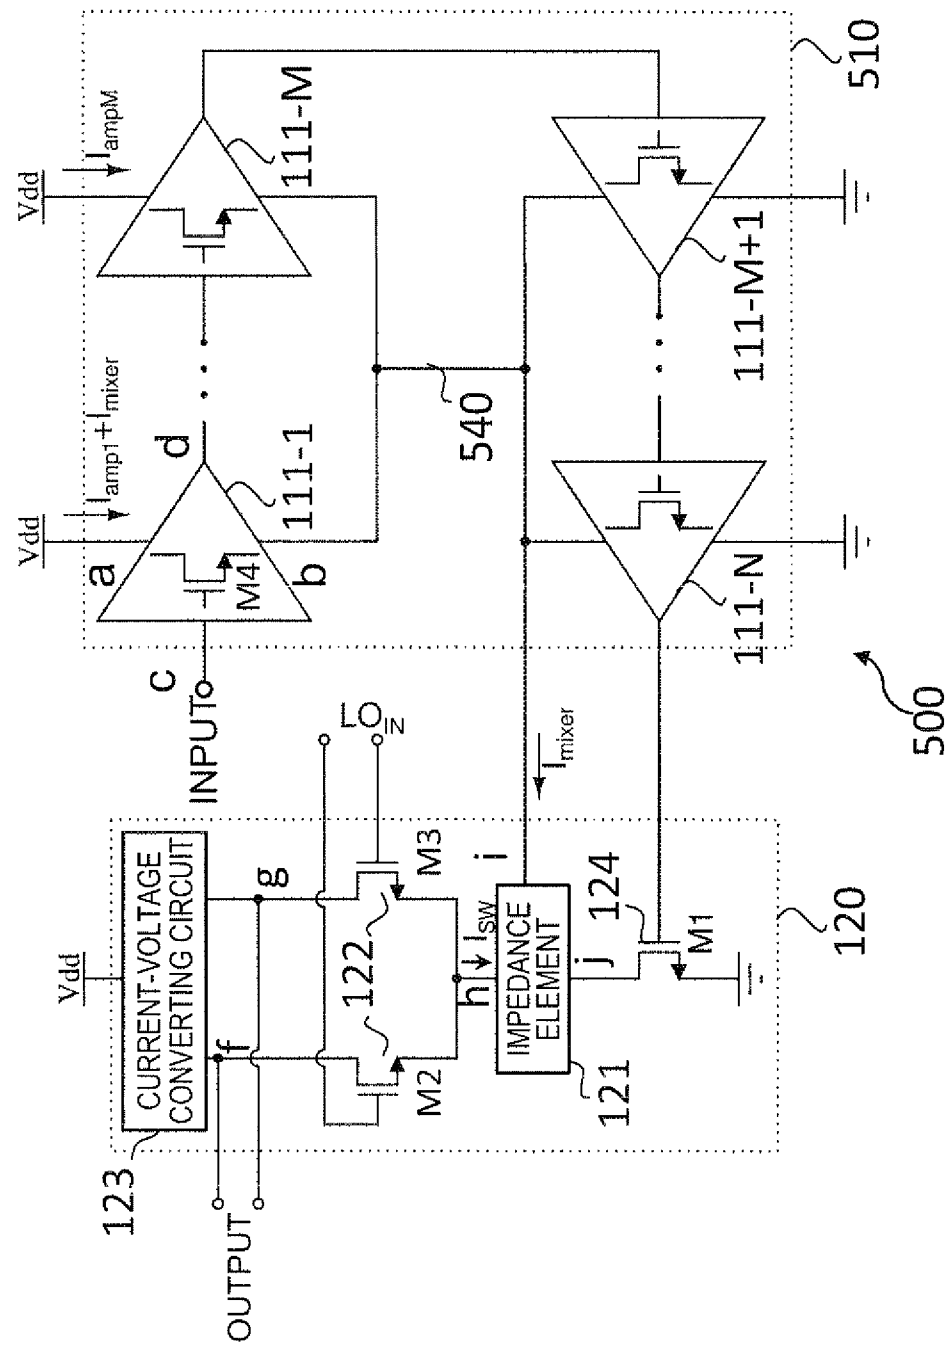 Vdd
CURRENT-VOLTAGE
CONVERTING CIRCUIT
123
OUTPUT
f
g
122
M2
M3
LO_IN
h
I_SW
i
IMPEDANCE
ELEMENT
121
j
124
M1
120
I_mixer
INPUT
c
Vdd
I_amp1+I_mixer
a
M4
b
d
111-1
Vdd
I_ampM
111-M
540
111-N
111-M+1
510
500